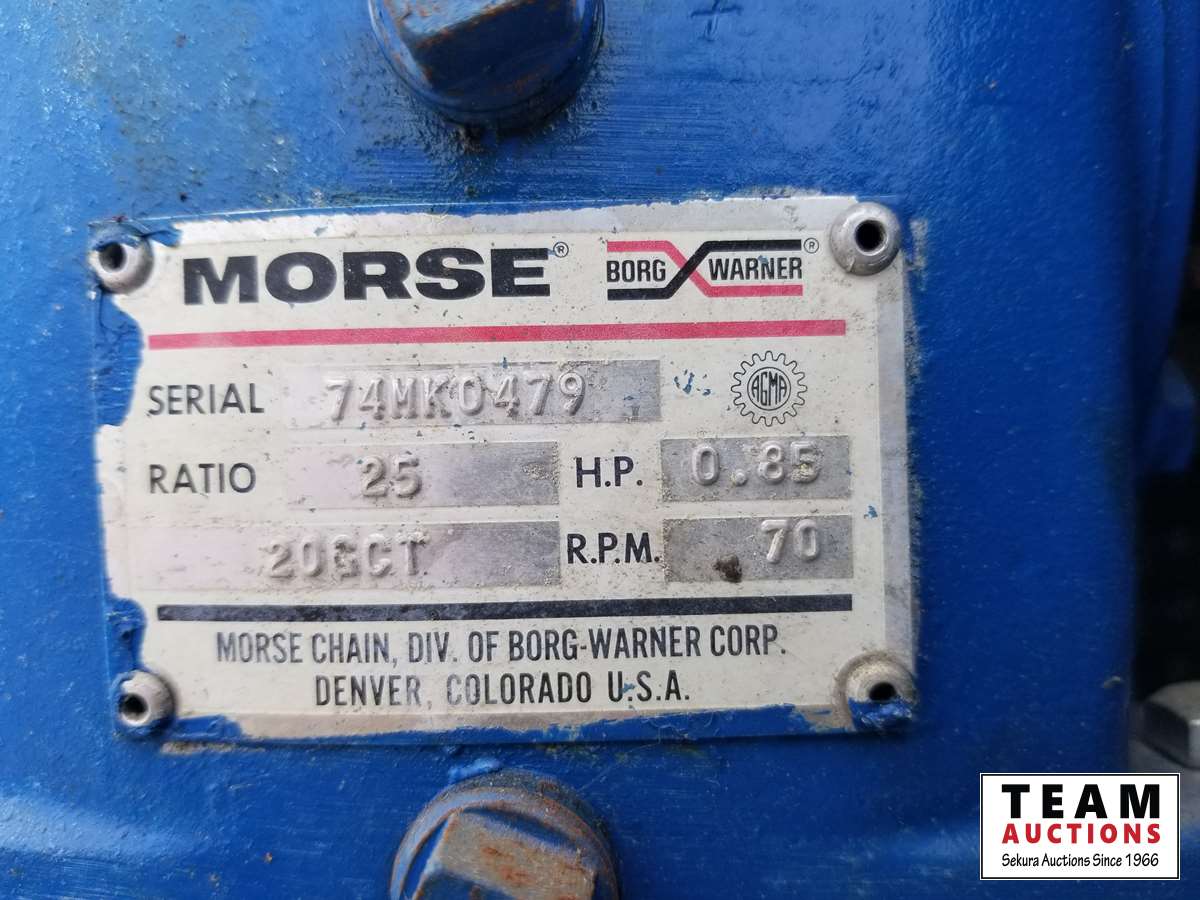 MORSE® BORG WARNER®
SERIAL 74MK0479 AGMA
RATIO 25 H.P. 0.85
20GCT R.P.M. 70
MORSE CHAIN, DIV. OF BORG-WARNER CORP.
DENVER, COLORADO U.S.A.
TEAM
AUCTIONS
Sekura Auctions Since 1966